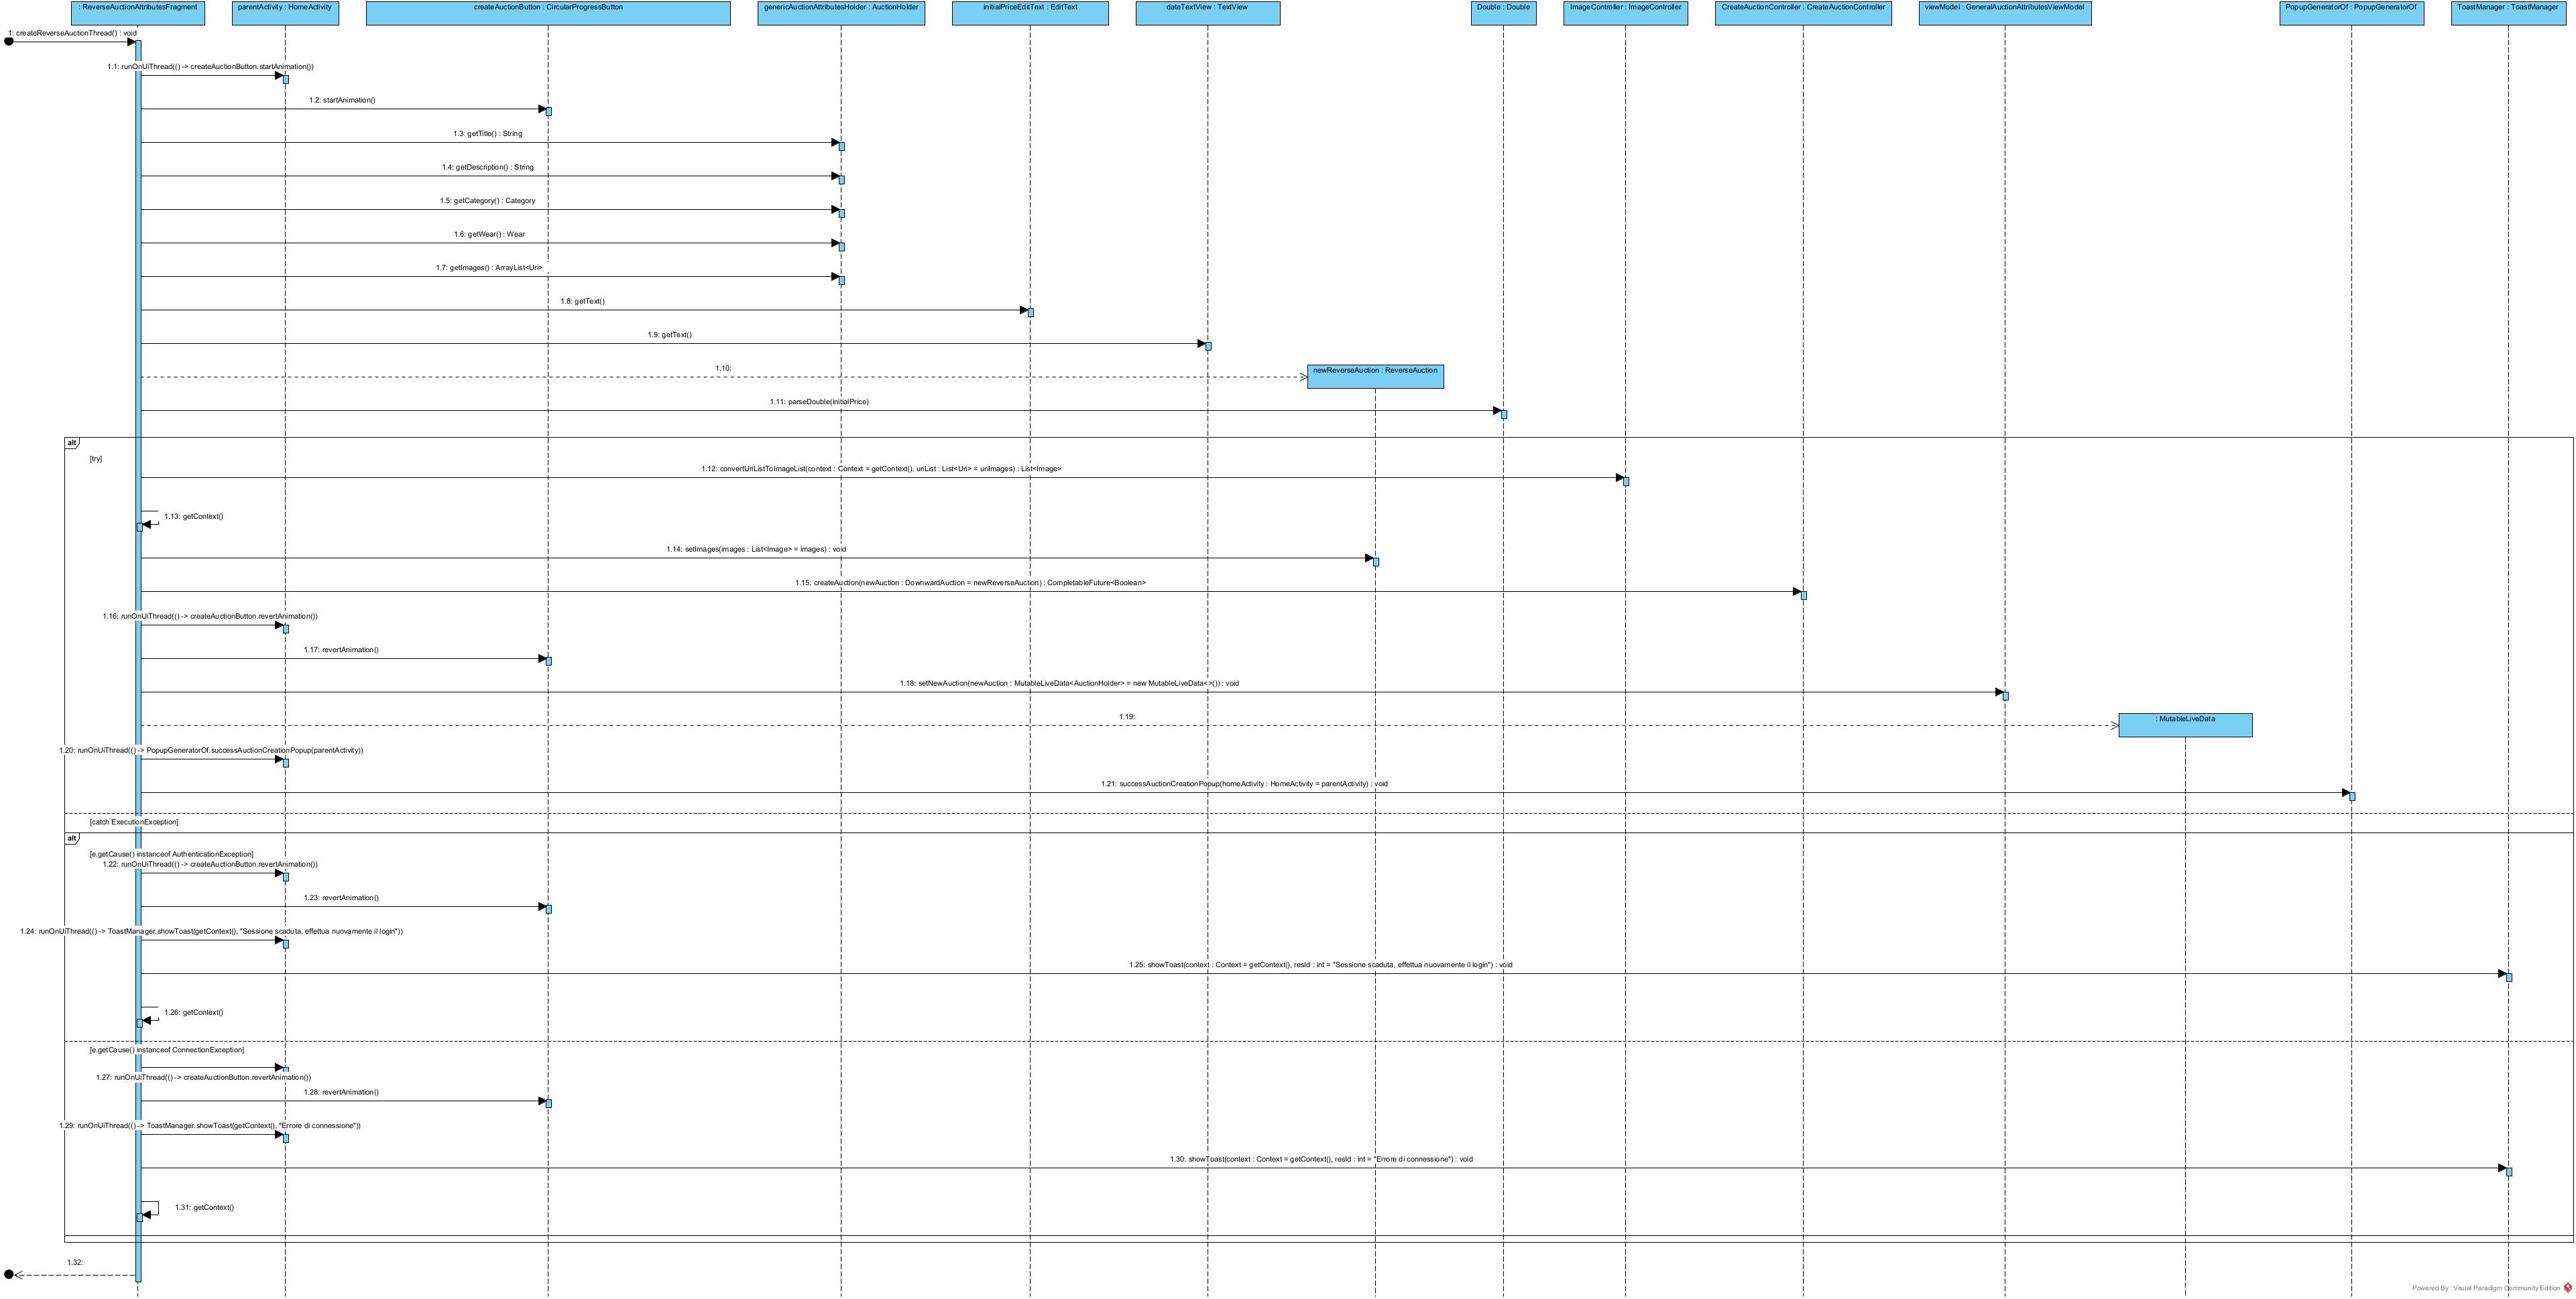 : ReverseAuctionAttributesFragment
parentActivity : HomeActivity
createAuctionButton : CircularProgressButton
genericAuctionAttributesHolder : AuctionHolder
initialPriceEditText : EditText
dateTextView : TextView
Double : Double
ImageController : ImageController
CreateAuctionController : CreateAuctionController
viewModel : GeneralAuctionAttributesViewModel
PopupGeneratorOf : PopupGeneratorOf
ToastManager : ToastManager
1: createReverseAuctionThread() : void
1.1: runOnUiThread(() -> createAuctionButton.startAnimation())
1.2: startAnimation()
1.3: getTitle() : String
1.4: getDescription() : String
1.5: getCategory() : Category
1.6: getWear() : Wear
1.7: getImages() : ArrayList<Uri>
1.8: getText()
1.9: getText()
1.10:
newReverseAuction : ReverseAuction
1.11: parseDouble(initialPrice)
alt
[try]
1.12: convertUriListToImageList(context : Context = getContext(), uriList : List<Uri> = uriImages) : List<Image>
1.13: getContext()
1.14: setImages(images : List<Image> = images) : void
1.15: createAuction(newAuction : DownwardAuction = newReverseAuction) : CompletableFuture<Boolean>
1.16: runOnUiThread(() -> createAuctionButton.revertAnimation())
1.17: revertAnimation()
1.18: setNewAuction(newAuction : MutableLiveData<AuctionHolder> = new MutableLiveData<>()) : void
1.19:
: MutableLiveData
1.20: runOnUiThread(() -> PopupGeneratorOf.successAuctionCreationPopup(parentActivity))
1.21: successAuctionCreationPopup(homeActivity : HomeActivity = parentActivity) : void
[catch ExecutionException]
alt
[e.getCause() instanceof AuthenticationException]
1.22: runOnUiThread(() -> createAuctionButton.revertAnimation())
1.23: revertAnimation()
1.24: runOnUiThread(() -> ToastManager.showToast(getContext(), "Sessione scaduta, effettua nuovamente il login"))
1.25: showToast(context : Context = getContext(), resId : int = "Sessione scaduta, effettua nuovamente il login") : void
1.26: getContext()
[e.getCause() instanceof ConnectionException]
1.27: runOnUiThread(() -> createAuctionButton.revertAnimation())
1.28: revertAnimation()
1.29: runOnUiThread(() -> ToastManager.showToast(getContext(), "Errore di connessione"))
1.30: showToast(context : Context = getContext(), resId : int = "Errore di connessione") : void
1.31: getContext()
1.32:
Powered By : Visual Paradigm Community Edition